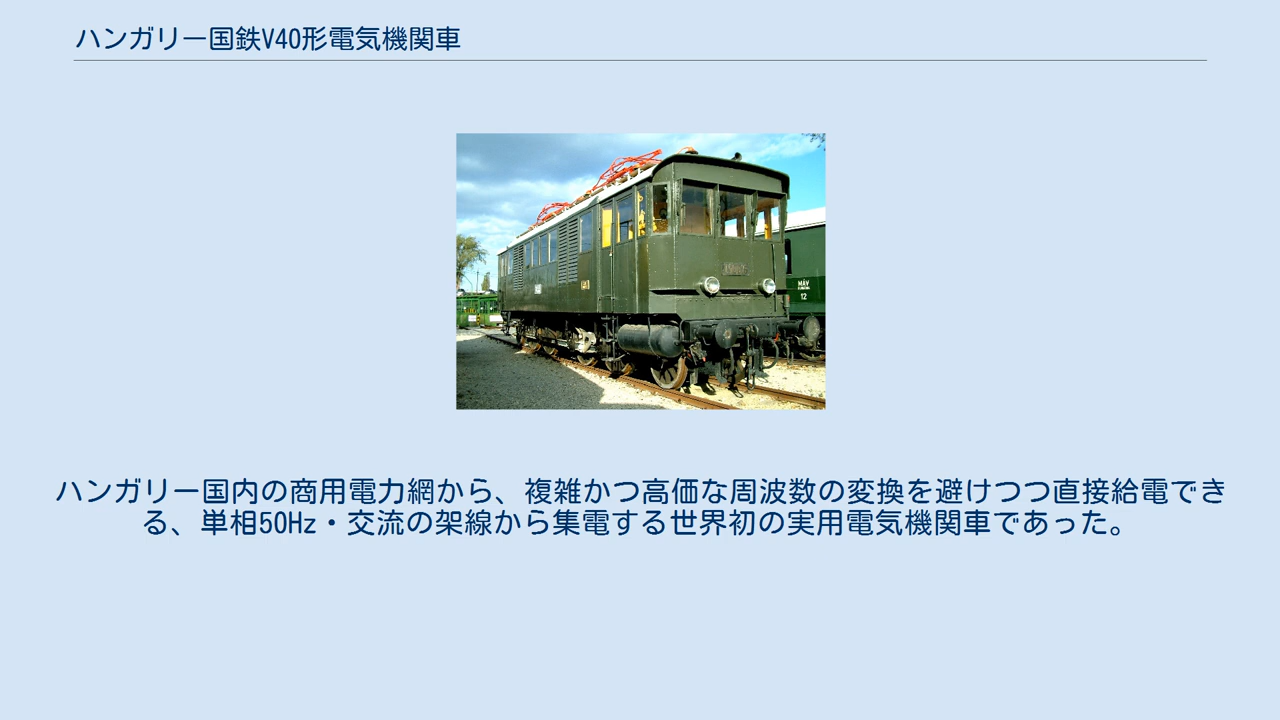 ハンガリー国鉄V40形電気機関車
MÁV
12
ハンガリー国内の商用電力網から、複雑かつ高価な周波数の変換を避けつつ直接給電でき
る、単相50Hz・交流の架線から集電する世界初の実用電気機関車であった。